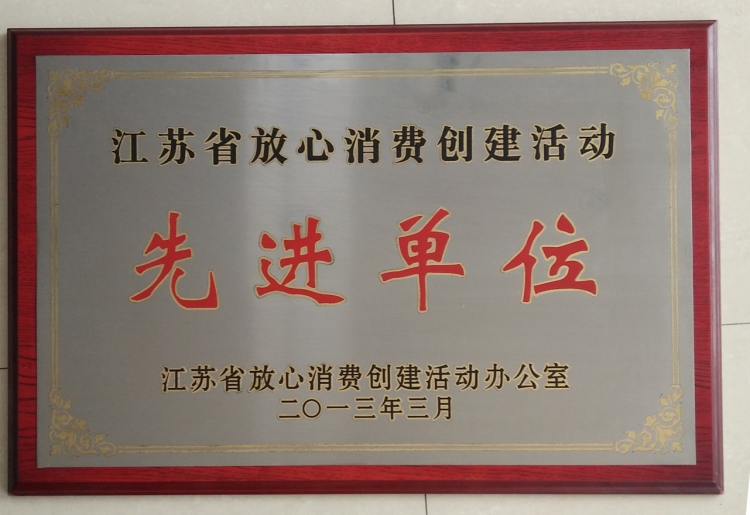 江苏省放心消费创建活动
先进单位
江苏省放心消费创建活动办公室
二〇一三年三月